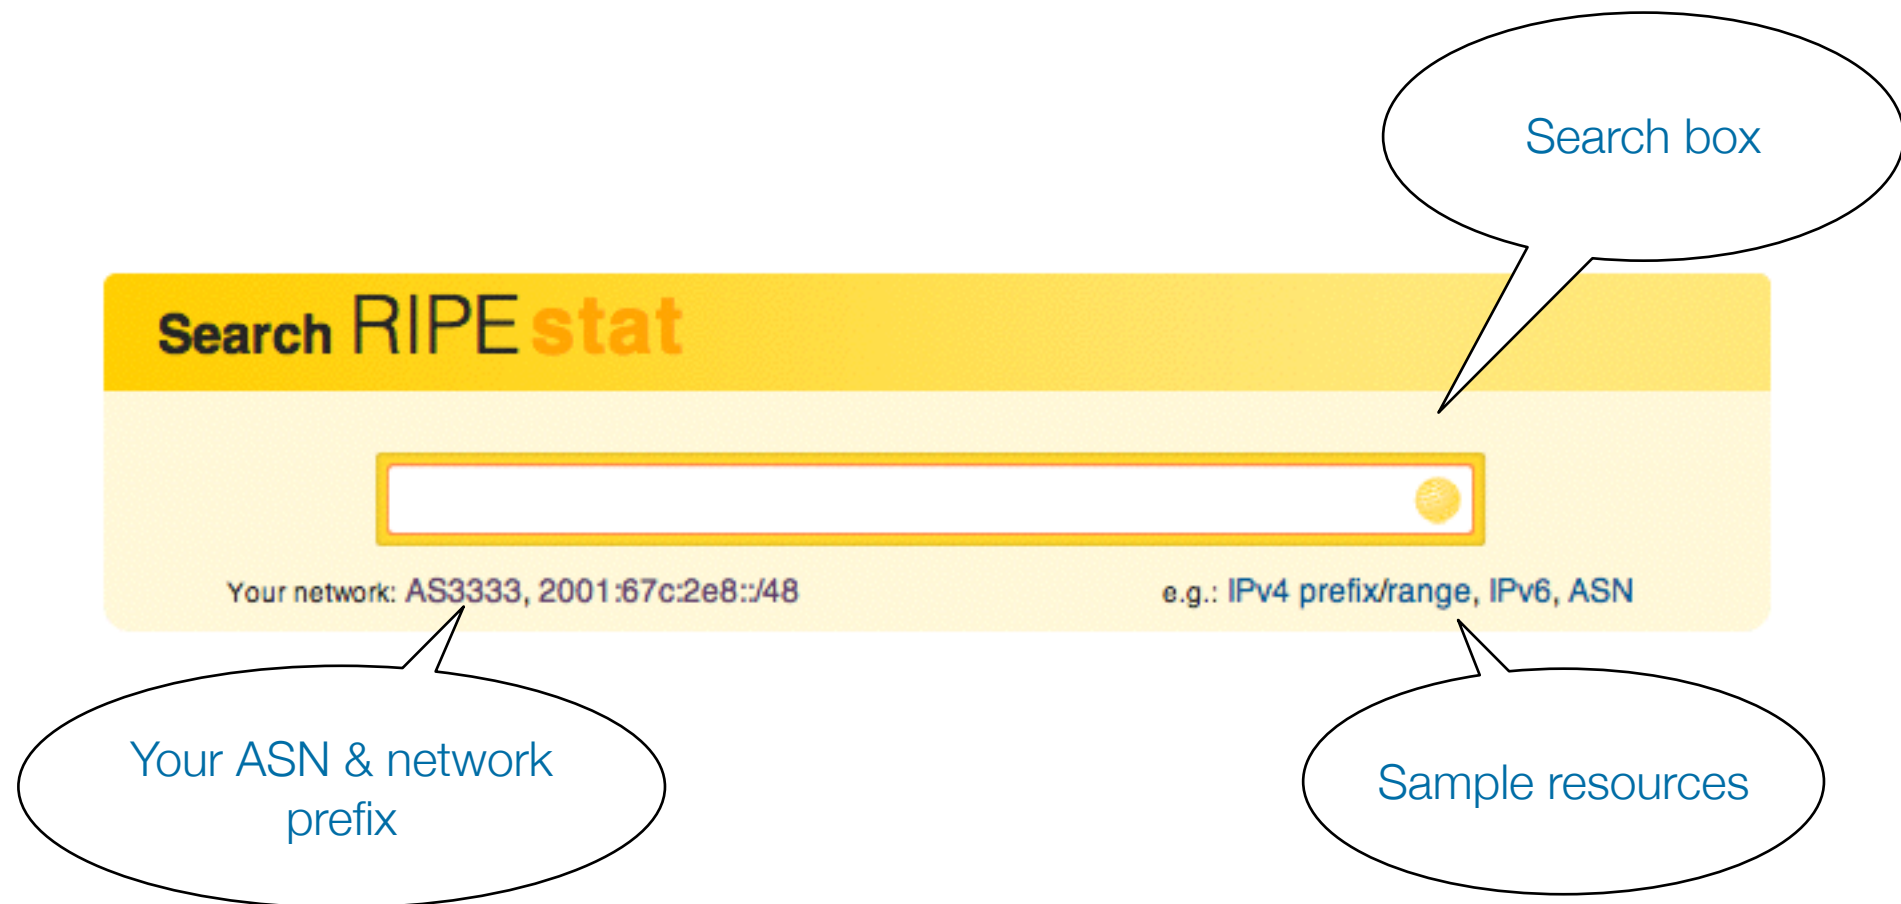 Search box
Search RIPEstat
Your network: AS3333, 2001:67c:2e8::/48
e.g.: IPv4 prefix/range, IPv6, ASN
Your ASN & network
prefix
Sample resources